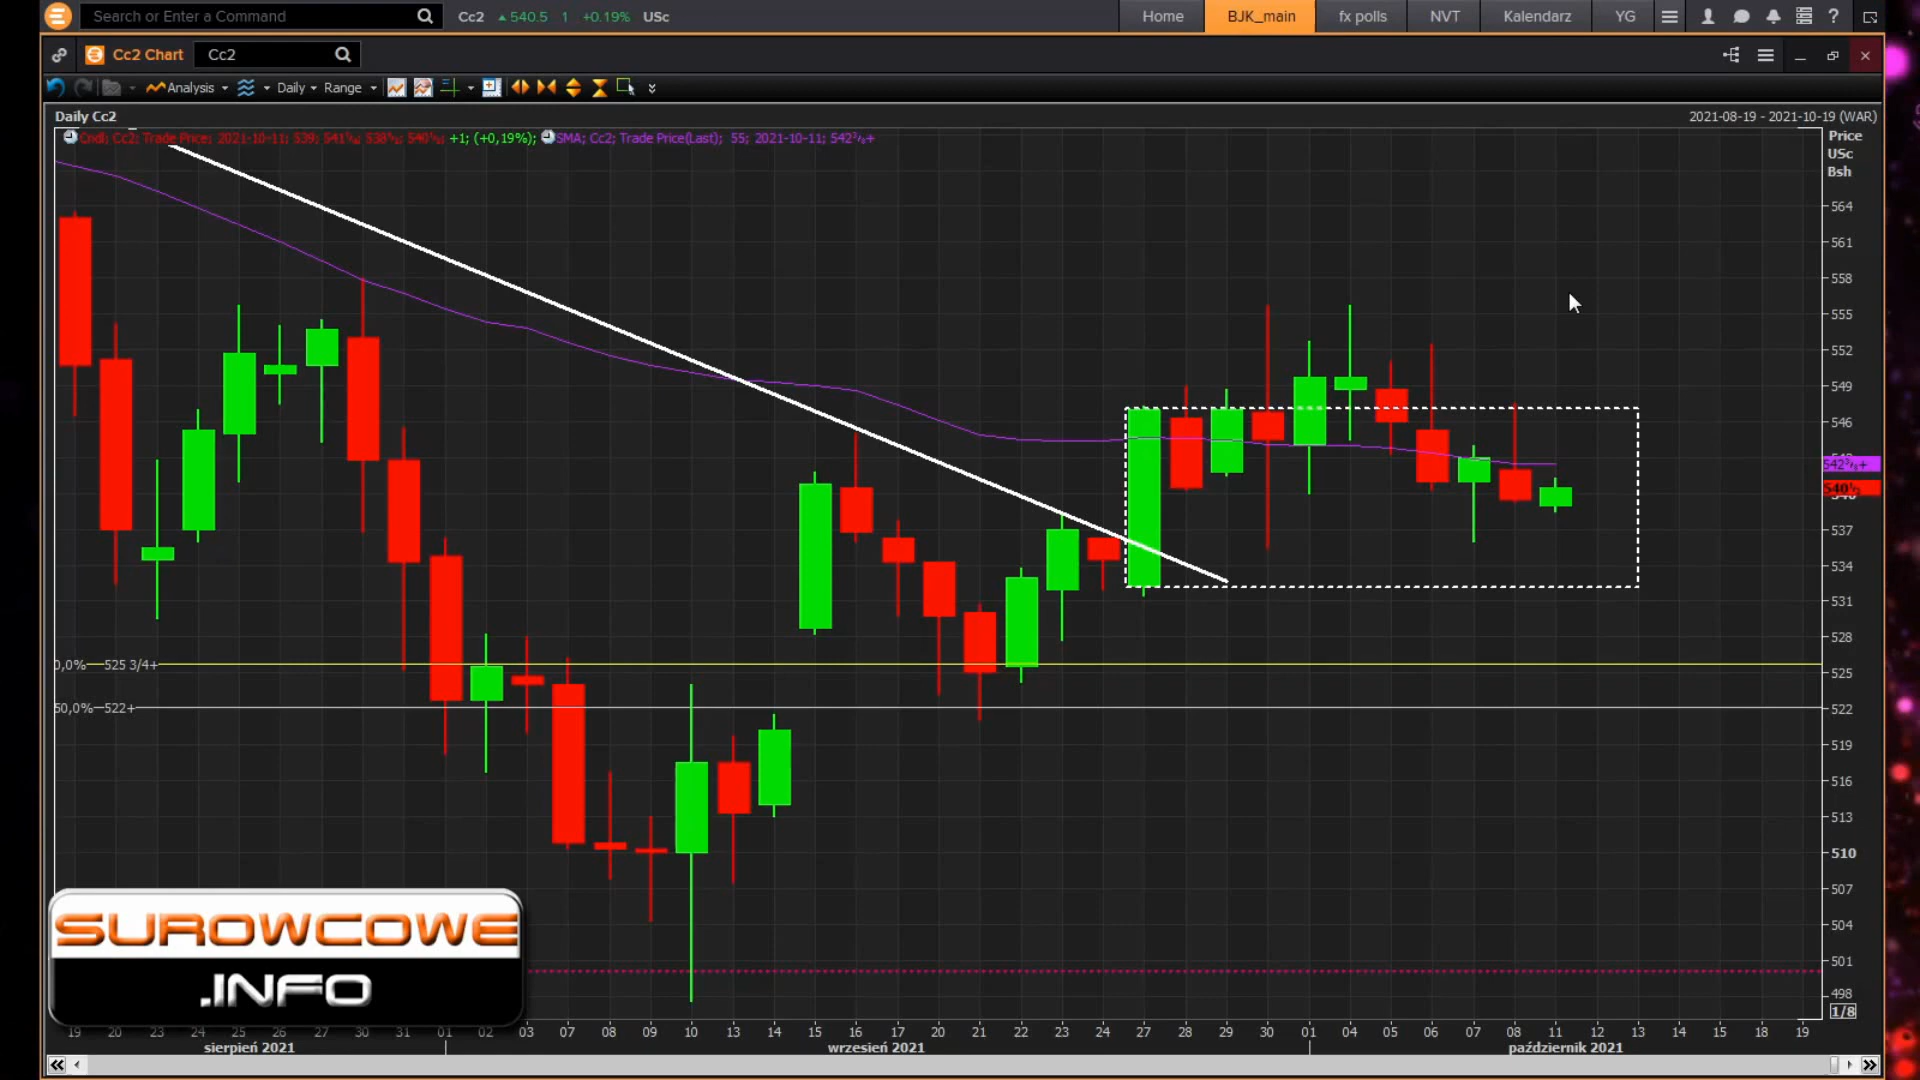 Search or Enter a Command
Cc2 540.5 1 +0.19% USc
Home BJK_main fx polls NVT Kalendarz YG
Cc2 Chart Cc2
Analysis Daily Range
Daily Cc2
2021-08-19 - 2021-10-19 (WAR)
+1; (+0,19%); SMA; Cc2; Trade Price(Last); 55; 2021-10-11;
Price
USc
Bsh
564
561
558
555
552
549
546
537
534
531
528
525
522
519
516
513
510
507
504
501
498
1/8
0,0% 525 3/4+
50,0% 522+
SUROWCOWE
.INFO
19 20 23 24 25 26 27 30 31 01 02 03 07 08 09 10 13 14 15 16 17 20 21 22 23 24 27 28 29 30 01 04 05 06 07 08 11 12 13 14 15 18 19
sierpień 2021 wrzesień 2021 październik 2021